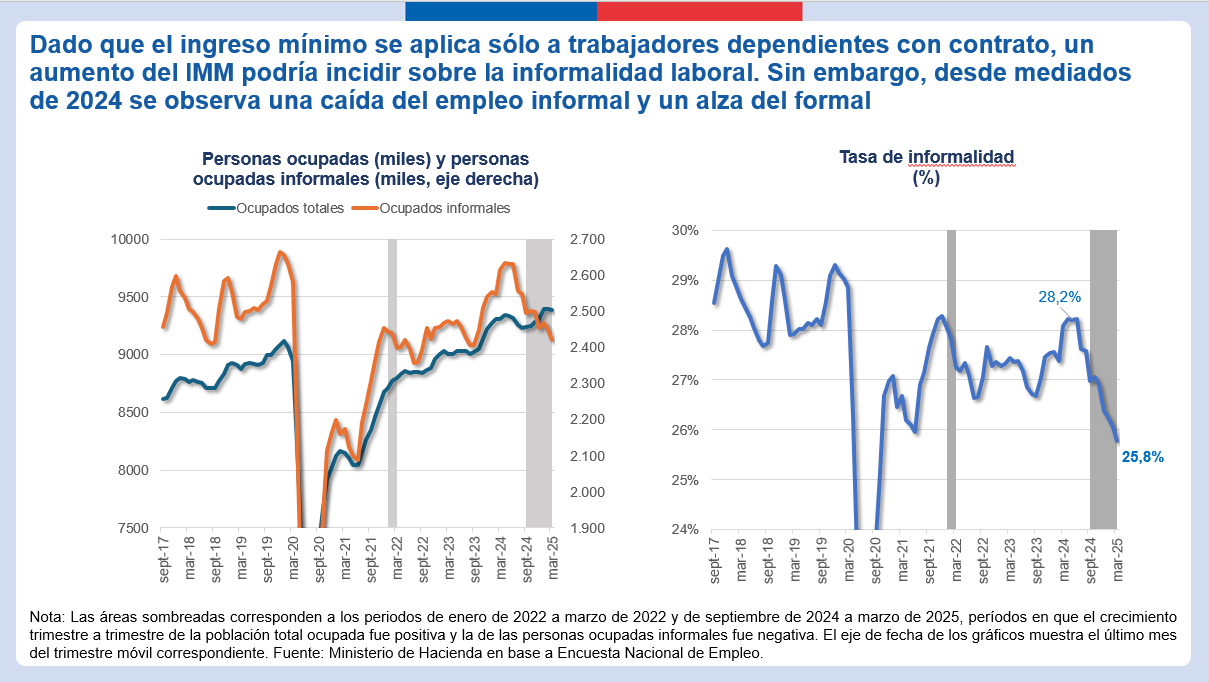 Dado que el ingreso mínimo se aplica sólo a trabajadores dependientes con contrato, un
aumento del IMM podría incidir sobre la informalidad laboral. Sin embargo, desde mediados
de 2024 se observa una caída del empleo informal y un alza del formal
Personas ocupadas (miles) y personas
ocupadas informales (miles, eje derecha)
Ocupados totales Ocupados informales
10000
9500
9000
8500
8000
7500
2.700
2.600
2.500
2.400
2.300
2.200
2.100
2.000
1.900
sept-17
mar-18
sept-18
mar-19
sept-19
mar-20
sept-20
mar-21
sept-21
mar-22
sept-22
mar-23
sept-23
mar-24
sept-24
mar-25
Tasa de informalidad
(%)
30%
29%
28%
27%
26%
25%
24%
28,2%
25,8%
sept-17
mar-18
sept-18
mar-19
sept-19
mar-20
sept-20
mar-21
sept-21
mar-22
sept-22
mar-23
sept-23
mar-24
sept-24
mar-25
Nota: Las áreas sombreadas corresponden a los periodos de enero de 2022 a marzo de 2022 y de septiembre de 2024 a marzo de 2025, períodos en que el crecimiento
trimestre a trimestre de la población total ocupada fue positiva y la de las personas ocupadas informales fue negativa. El eje de fecha de los gráficos muestra el último mes
del trimestre móvil correspondiente. Fuente: Ministerio de Hacienda en base a Encuesta Nacional de Empleo.